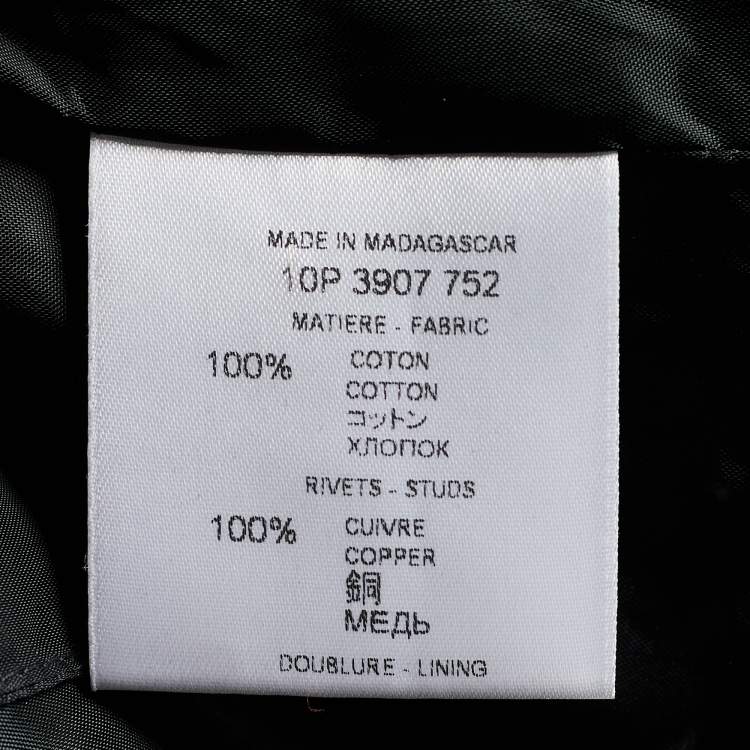 MADE IN MADAGASCAR
10P 3907 752
MATIERE - FABRIC
100% COTON
COTTON
コットン
ХЛОПОК
RIVETS - STUDS
100% CUIVRE
COPPER
銅
МЕДЬ
DOUBLURE - LINING